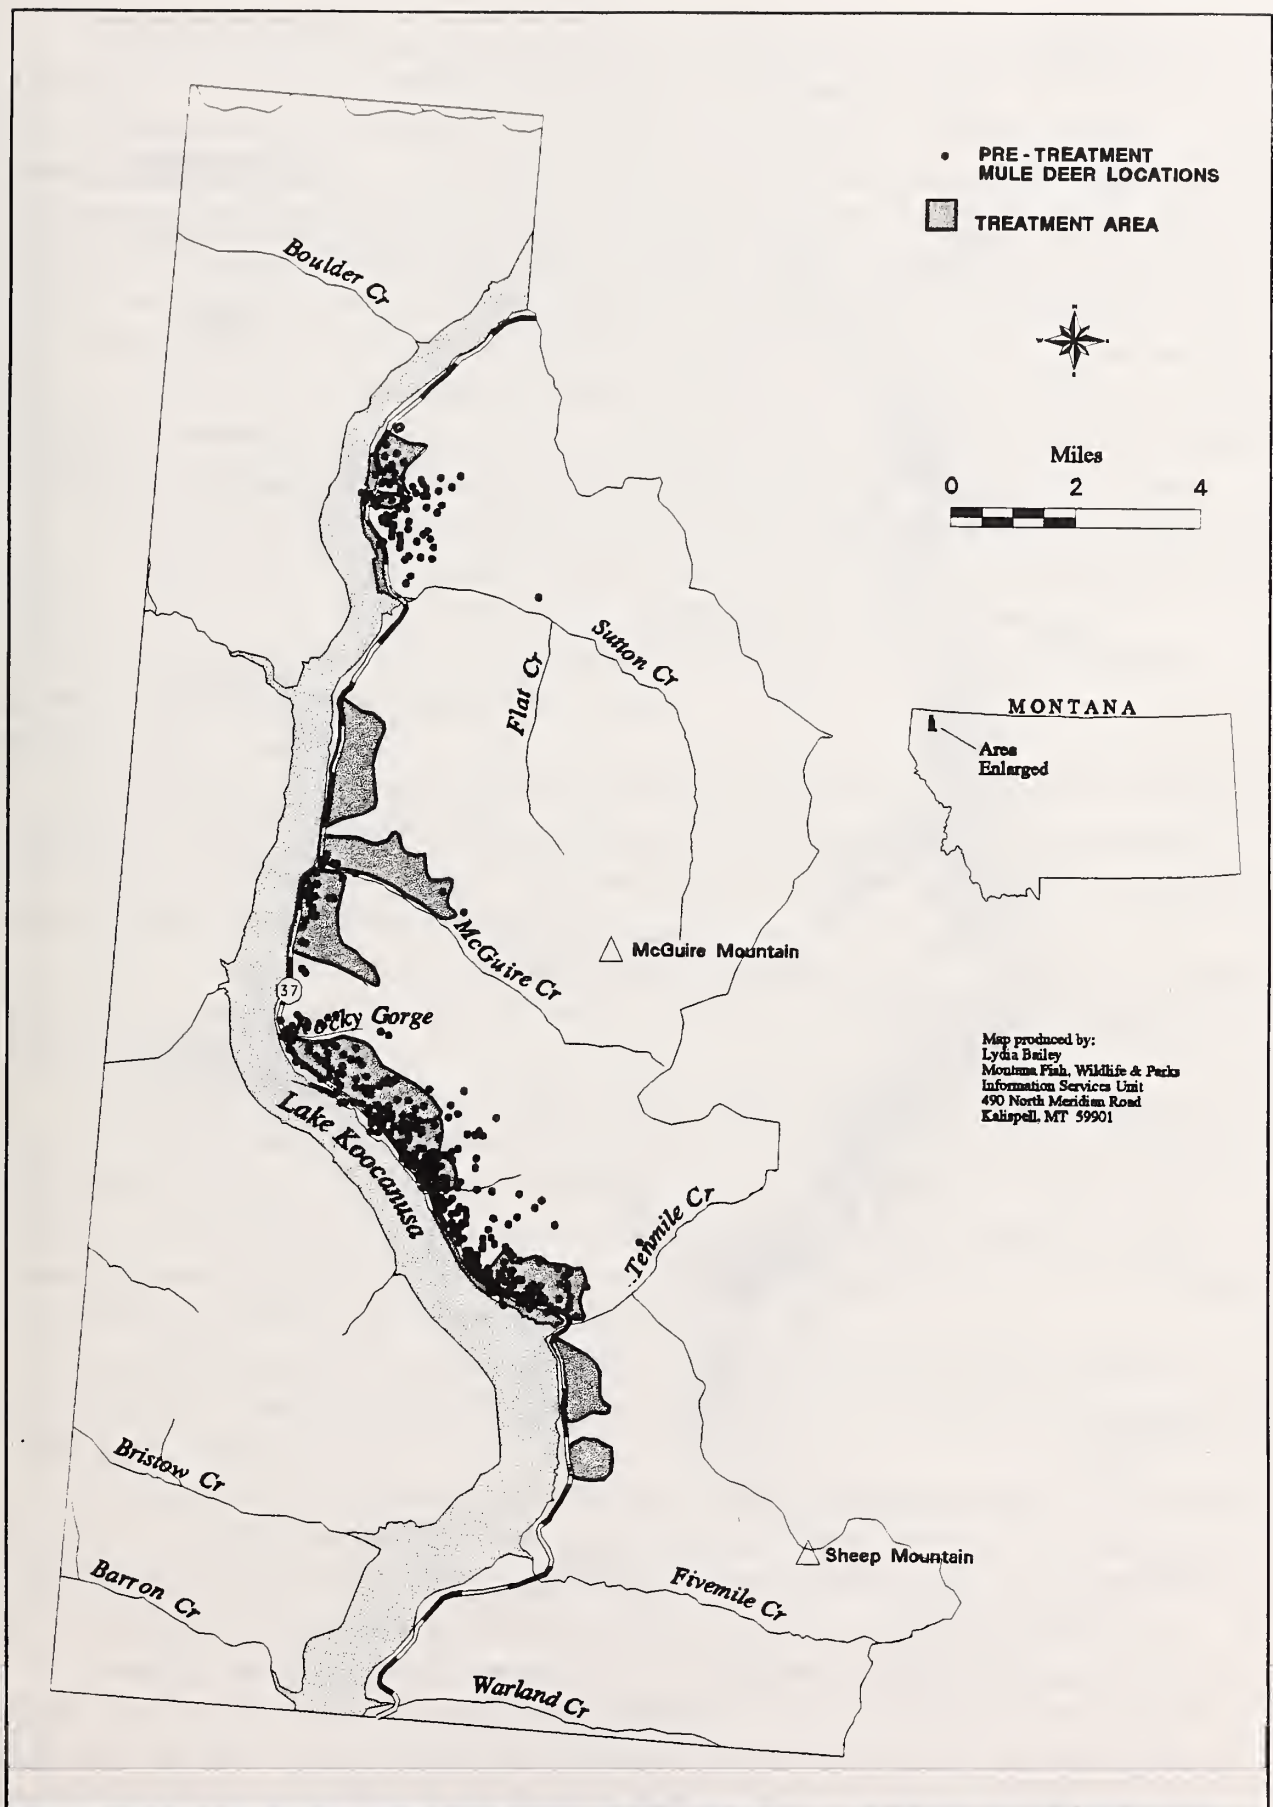 PRE - TREATMENT
MULE DEER LOCATIONS
TREATMENT AREA
Boulder Cr
Miles
0 2 4
Sutton Cr
Flat Cr
MONTANA
Area
Enlarged
McGuire Cr
McGuire Mountain
37
Rocky Gorge
Map produced by:
Lydia Bailey
Montana Fish, Wildlife & Parks
Information Services Unit
490 North Meridian Road
Kalispell, MT 59901
Lake Koocanusa
Tenmile Cr
Bristow Cr
Sheep Mountain
Barron Cr
Fivemile Cr
Warland Cr